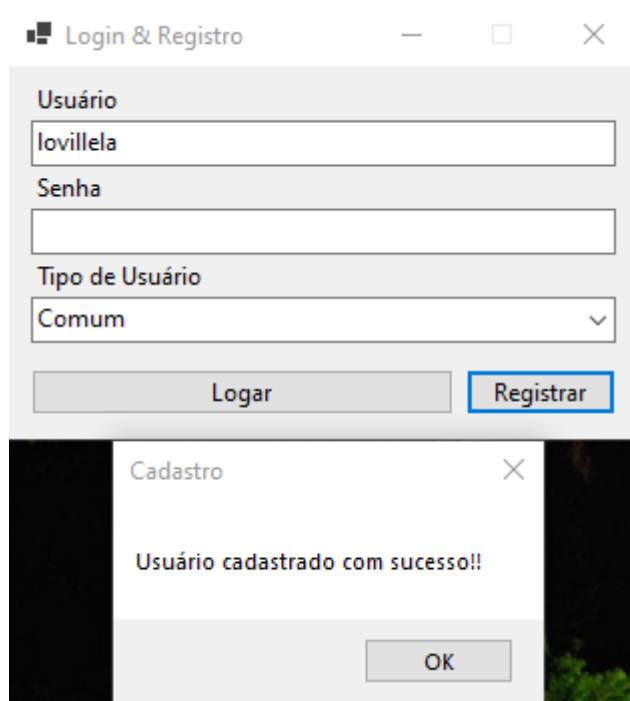 Login & Registro
Usuário
lovillela
Senha
Tipo de Usuário
Comum
Logar
Registrar
Cadastro
Usuário cadastrado com sucesso!!
OK